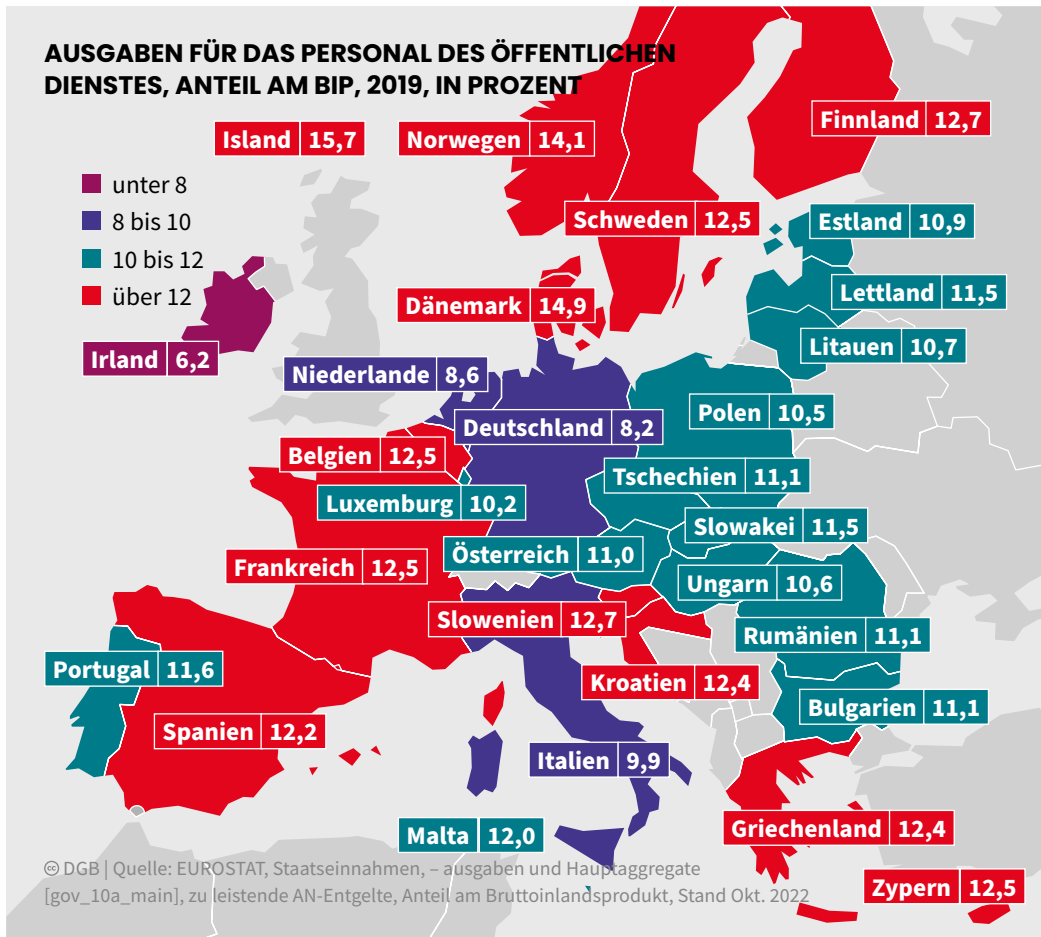 AUSGABEN FÜR DAS PERSONAL DES ÖFFENTLICHEN
DIENSTES, ANTEIL AM BIP, 2019, IN PROZENT
Finnland 12,7
Island 15,7
Norwegen 14,1
unter 8
8 bis 10
10 bis 12
über 12
Schweden 12,5
Estland 10,9
Lettland 11,5
Dänemark 14,9
Litauen 10,7
Irland 6,2
Niederlande 8,6
Polen 10,5
Deutschland 8,2
Belgien 12,5
Tschechien 11,1
Luxemburg 10,2
Slowakei 11,5
Österreich 11,0
Frankreich 12,5
Ungarn 10,6
Slowenien 12,7
Rumänien 11,1
Portugal 11,6
Kroatien 12,4
Bulgarien 11,1
Spanien 12,2
Italien 9,9
Griechenland 12,4
Malta 12,0
Zypern 12,5
🅭 DGB | Quelle: EUROSTAT, Staatseinnahmen, – ausgaben und Hauptaggregate
[gov_10a_main], zu leistende AN-Entgelte, Anteil am Bruttoinlandsprodukt, Stand Okt. 2022